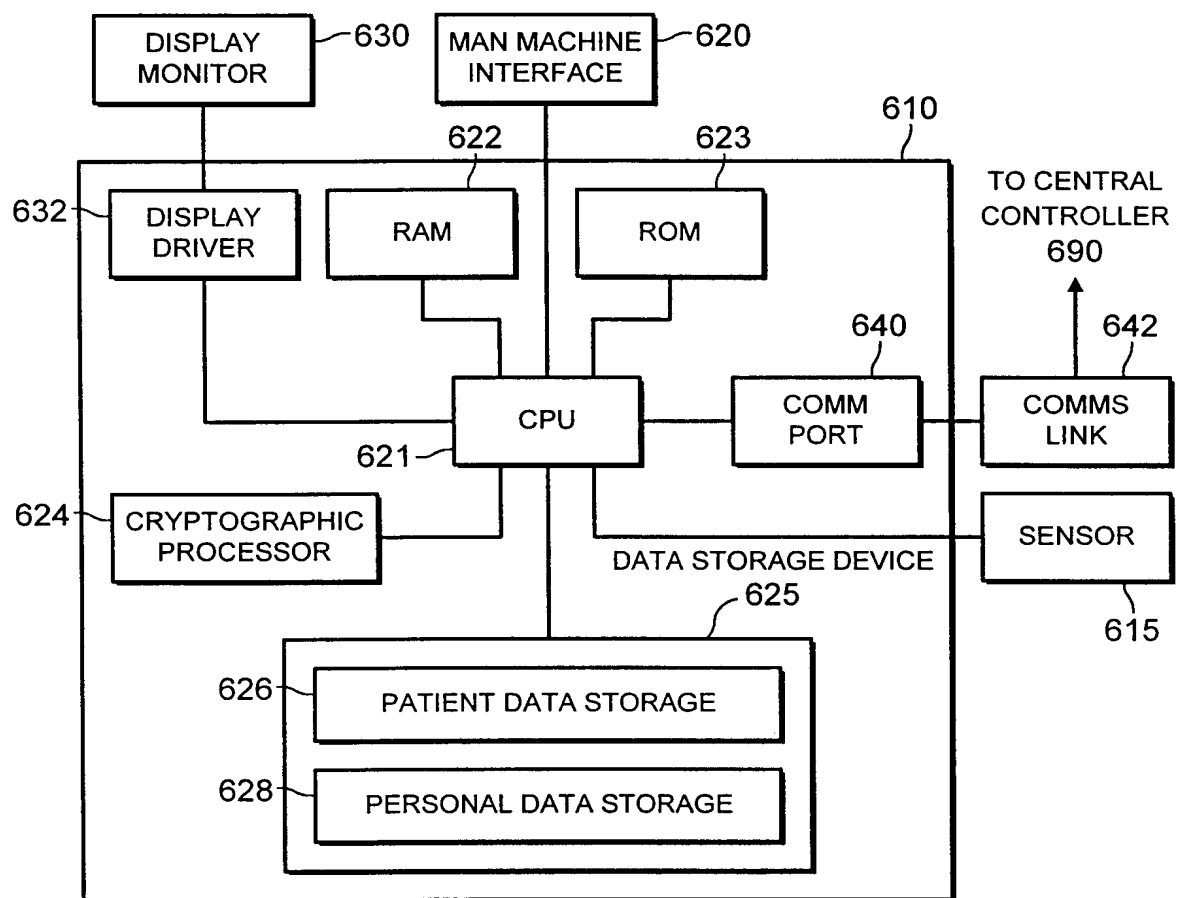 DISPLAY
MONITOR
630
MAN MACHINE
INTERFACE
620
610
622
623
632
DISPLAY
DRIVER
RAM
ROM
TO CENTRAL
CONTROLLER
690
640
642
CPU
621
COMM
PORT
COMMS
LINK
624
CRYPTOGRAPHIC
PROCESSOR
DATA STORAGE DEVICE
625
SENSOR
615
626
PATIENT DATA STORAGE
628
PERSONAL DATA STORAGE